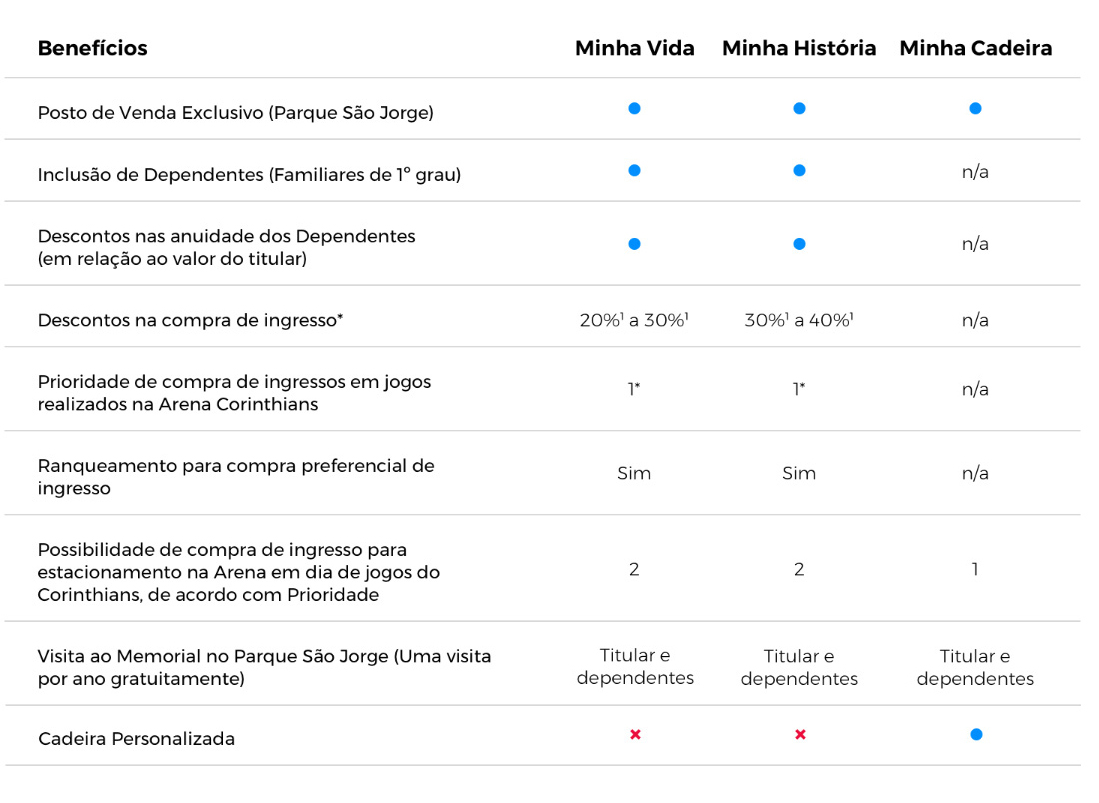 Benefícios Minha Vida Minha História Minha Cadeira
Posto de Venda Exclusivo (Parque São Jorge)
Inclusão de Dependentes (Familiares de 1º grau) n/a
Descontos nas anuidade dos Dependentes
(em relação ao valor do titular) n/a
Descontos na compra de ingresso* 20%¹ a 30%¹ 30%¹ a 40%¹ n/a
Prioridade de compra de ingressos em jogos
realizados na Arena Corinthians 1* 1* n/a
Ranqueamento para compra preferencial de
ingresso Sim Sim n/a
Possibilidade de compra de ingresso para
estacionamento na Arena em dia de jogos do
Corinthians, de acordo com Prioridade 2 2 1
Visita ao Memorial no Parque São Jorge (Uma visita
por ano gratuitamente) Titular e
dependentes Titular e
dependentes Titular e
dependentes
Cadeira Personalizada